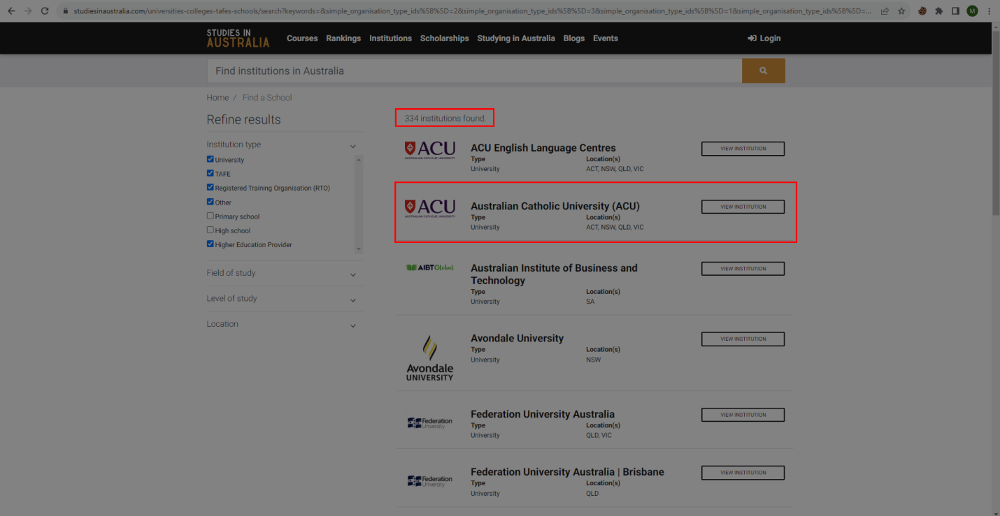 studiesinaustralia.com/universities-colleges-tafes-schools/search?keywords=&simple_organisation_type_ids%5B%5D=2&simple_organisation_type_ids%5B%5D=3&simple_organisation_type_ids%5B%5D=1&simple_organisation_type_ids%5B%5D=...
M
STUDIES IN
AUSTRALIA
Courses Rankings Institutions Scholarships Studying in Australia Blogs Events Login
Find institutions in Australia
Home / Find a School
Refine results
Institution type
University
TAFE
Registered Training Organisation (RTO)
Other
Primary school
High school
Higher Education Provider
Field of study
Level of study
Location
334 institutions found.
ACU
AUSTRALIAN CATHOLIC UNIVERSITY
ACU English Language Centres
Type Location(s)
University ACT, NSW, QLD, VIC
VIEW INSTITUTION
ACU
AUSTRALIAN CATHOLIC UNIVERSITY
Australian Catholic University (ACU)
Type Location(s)
University ACT, NSW, QLD, VIC
VIEW INSTITUTION
AIBTGlobal
Australian Institute of Business and
Technology
Type Location(s)
University SA
VIEW INSTITUTION
Avondale
UNIVERSITY
Avondale University
Type Location(s)
University NSW
VIEW INSTITUTION
Federation
University
Federation University Australia
Type Location(s)
University QLD, VIC
VIEW INSTITUTION
Federation
University
Federation University Australia | Brisbane
Type Location(s)
University QLD
VIEW INSTITUTION